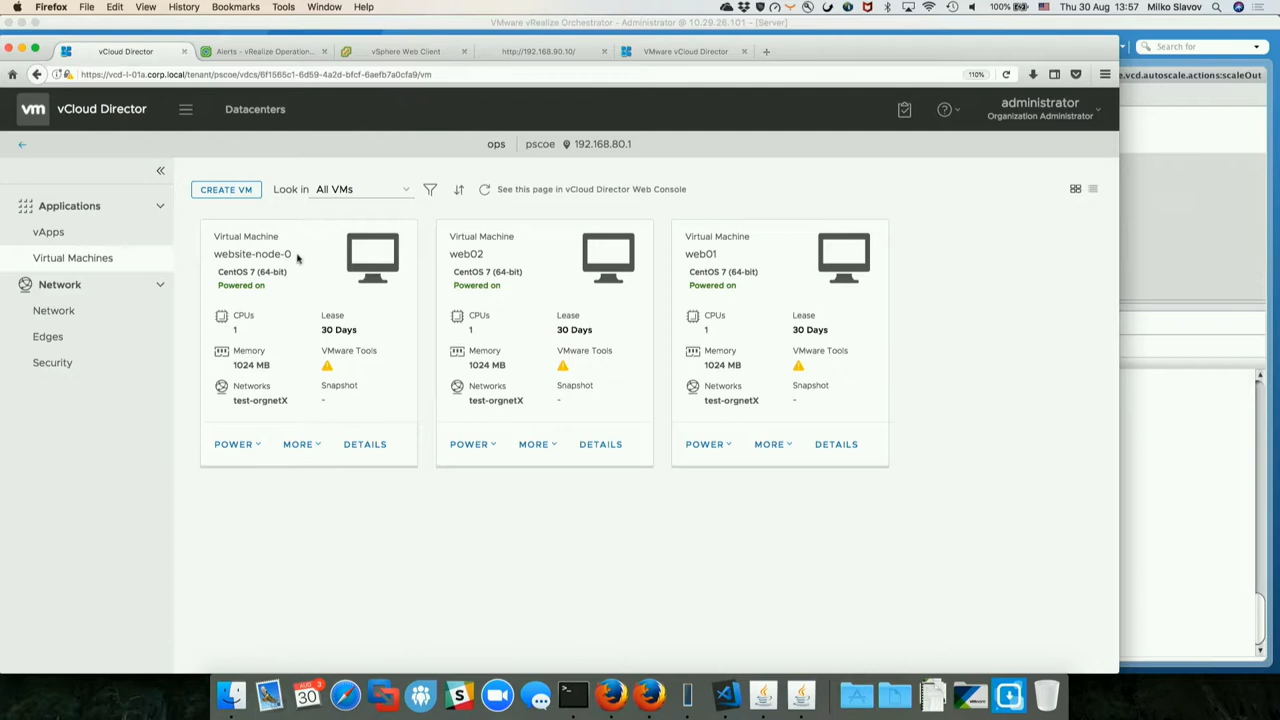 Firefox File Edit View History Bookmarks Tools Window Help 100% Thu 30 Aug 13:57 Milko Slavov
VMware vRealize Orchestrator - Administrator @ 10.29.26.101 - [Server]
vCloud Director Alerts - vRealize Operation... vSphere Web Client http://192.168.80.10/ VMware vCloud Director
Search for
https://vcd-l-01a.corp.local/tenant/pscoe/vdcs/6f1565c1-6d59-4a2d-bfcf-6aefb7a0cfa9/vm 110%
e.vcd.autoscale.actions:scaleOut
vm vCloud Director Datacenters
administrator
Organization Administrator
ops pscoe 192.168.80.1
CREATE VM Look in All VMs See this page in vCloud Director Web Console
Applications
vApps
Virtual Machines
Network
Network
Edges
Security
Virtual Machine
website-node-0
CentOS 7 (64-bit)
Powered on
CPUs Lease
1 30 Days
Memory VMware Tools
1024 MB
Networks Snapshot
test-orgnetX -
POWER MORE DETAILS
Virtual Machine
web02
CentOS 7 (64-bit)
Powered on
CPUs Lease
1 30 Days
Memory VMware Tools
1024 MB
Networks Snapshot
test-orgnetX -
POWER MORE DETAILS
Virtual Machine
web01
CentOS 7 (64-bit)
Powered on
CPUs Lease
1 30 Days
Memory VMware Tools
1024 MB
Networks Snapshot
test-orgnetX -
POWER MORE DETAILS
AUG
30